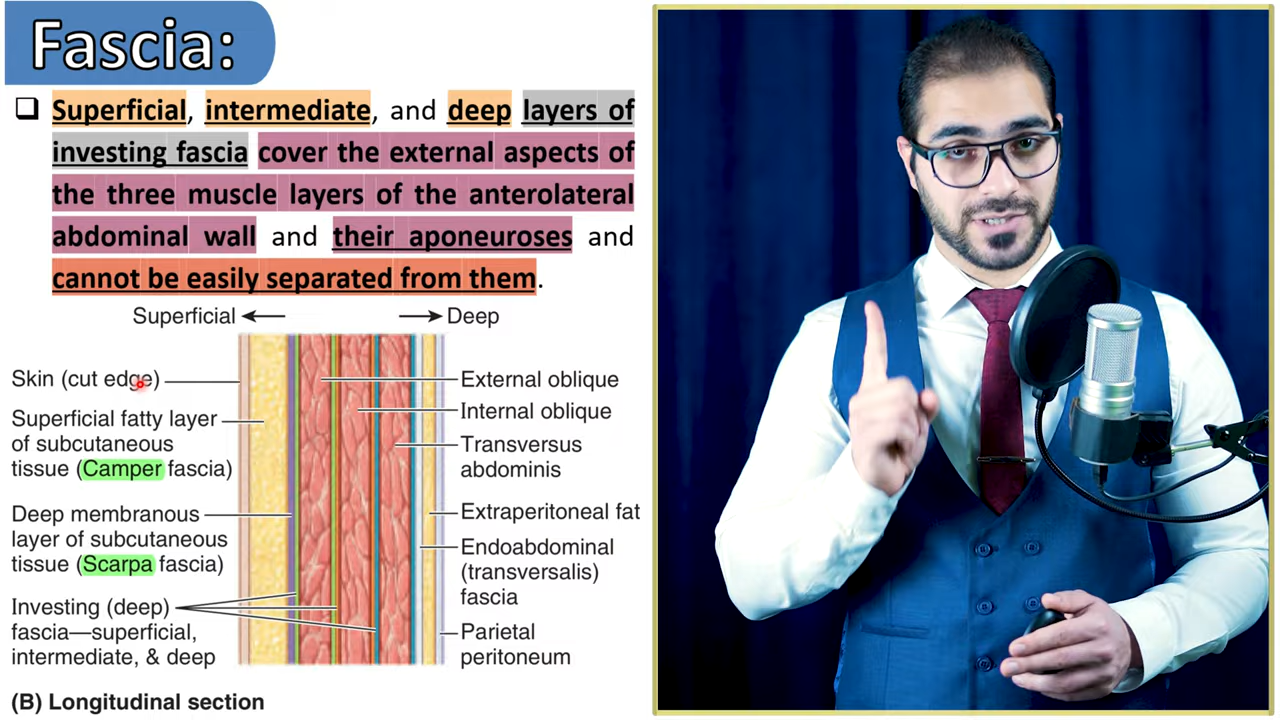 Fascia:
❑ Superficial, intermediate, and deep layers of
investing fascia cover the external aspects of
the three muscle layers of the anterolateral
abdominal wall and their aponeuroses and
cannot be easily separated from them.
Superficial Deep
Skin (cut edge)
Superficial fatty layer
of subcutaneous
tissue (Camper fascia)
Deep membranous
layer of subcutaneous
tissue (Scarpa fascia)
Investing (deep)
fascia—superficial,
intermediate, & deep
External oblique
Internal oblique
Transversus
abdominis
Extraperitoneal fat
Endoabdominal
(transversalis)
fascia
Parietal
peritoneum
(B) Longitudinal section